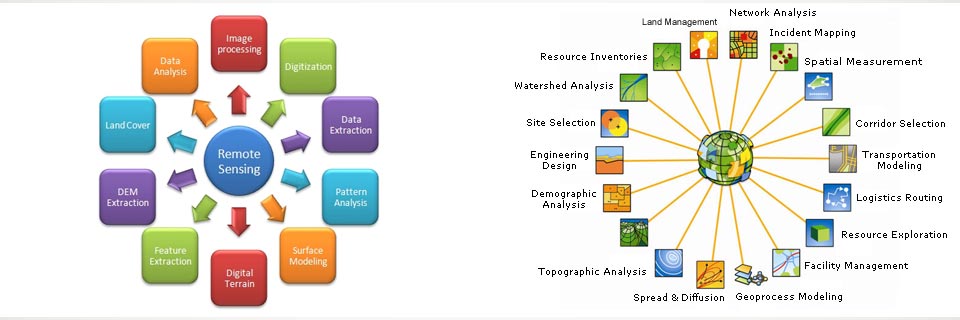 Image
processing
Digitization
Data
Extraction
Pattern
Analysis
Surface
Modeling
Digital
Terrain
Feature
Extraction
DEM
Extraction
Land Cover
Data
Analysis
Remote
Sensing
Network Analysis
Land Management
Incident Mapping
Resource Inventories
Spatial Measurement
Watershed Analysis
Site Selection
Corridor Selection
Engineering
Design
Transportation
Modeling
Demographic
Analysis
Logistics Routing
Resource Exploration
Topographic Analysis
Facility Management
Spread & Diffusion
Geoprocess Modeling